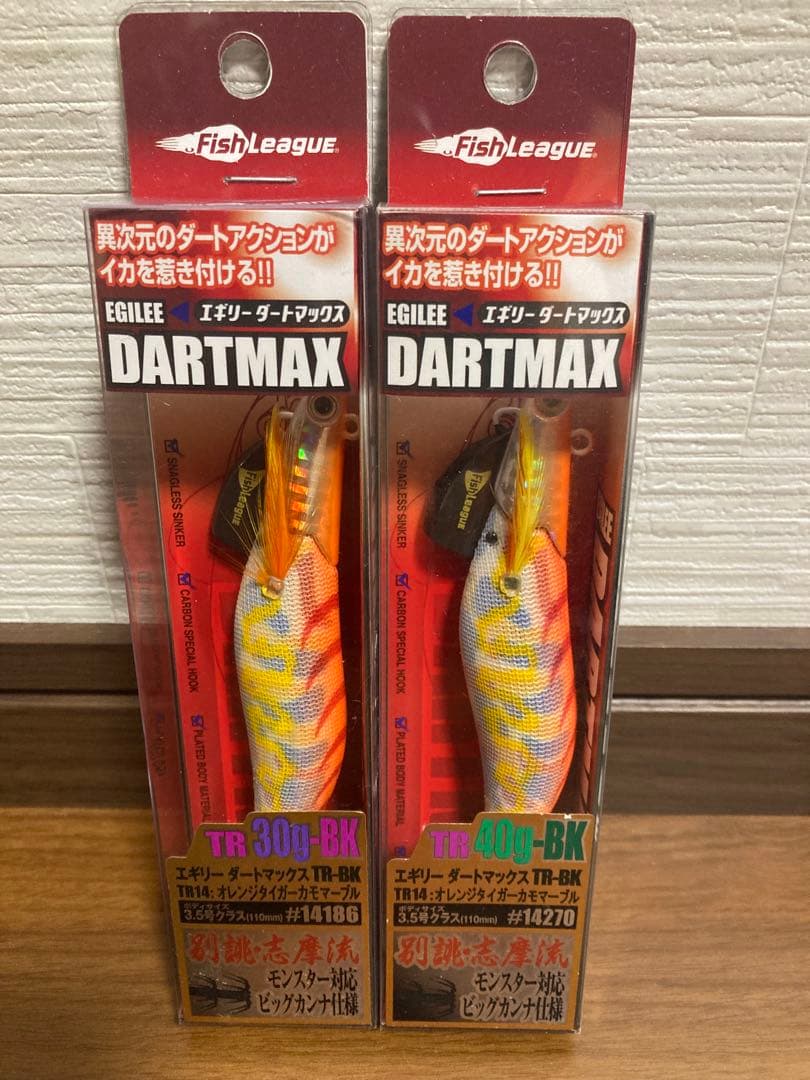 FishLEAGUE
異次元のダートアクションが
イカを惹き付ける!!
EGILEE エギリーダートマックス
DARTMAX
FishLEAGUE
SNAGLESS SINKER
CARBON SPECIAL HOOK
PLATED BODY MATERIAL
TR 30g-BK
エギリー ダートマックス TR-BK
TR14:オレンジタイガーカモマーブル
ボディサイズ
3.5号クラス(110mm) #14186
別誂・志摩流
モンスター対応
ビッグカンナ仕様
FishLEAGUE
異次元のダートアクションが
イカを惹き付ける!!
EGILEE エギリーダートマックス
DARTMAX
FishLEAGUE
SNAGLESS SINKER
CARBON SPECIAL HOOK
PLATED BODY MATERIAL
TR 40g-BK
エギリー ダートマックス TR-BK
TR14:オレンジタイガーカモマーブル
ボディサイズ
3.5号クラス(110mm) #14270
別誂・志摩流
モンスター対応
ビッグカンナ仕様